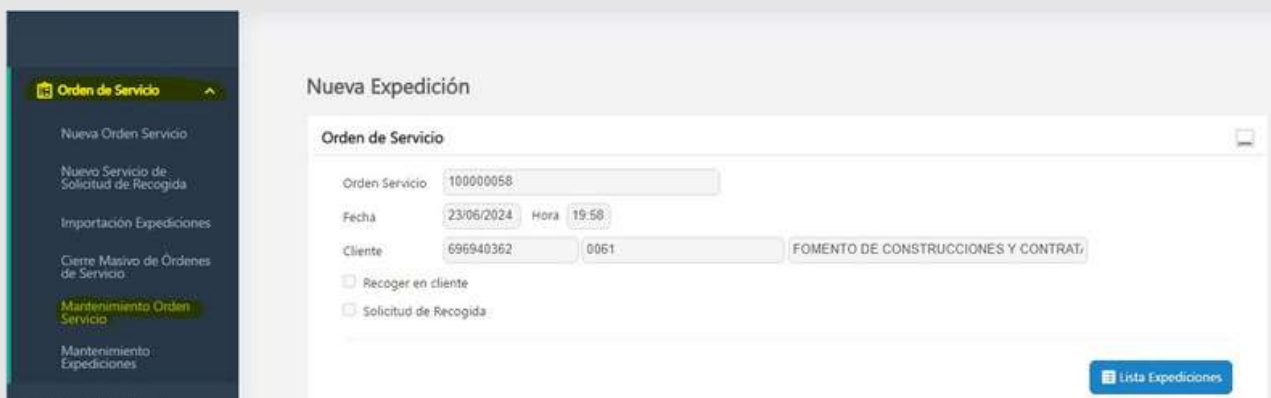 Orden de Servicio
Nueva Orden Servicio
Nuevo Servicio de
Solicitud de Recogida
Importación Expediciones
Cierre Masivo de Órdenes
de Servicio
Mantenimiento Orden
Servicio
Mantenimiento
Expediciones
Nueva Expedición
Orden de Servicio
Orden Servicio 100000058
Fecha 23/06/2024 Hora 19:58
Cliente 696940362 0061 FOMENTO DE CONSTRUCCIONES Y CONTRAT
Recoger en cliente
Solicitud de Recogida
Lista Expediciones